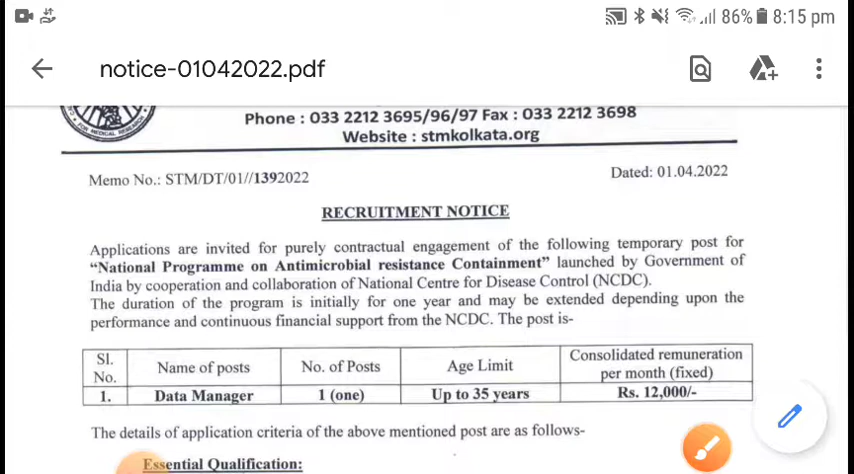 86% 8:15 pm
notice-01042022.pdf
FOR MEDICAL RESEARCH
Phone : 033 2212 3695/96/97 Fax : 033 2212 3698
Website : stmkolkata.org
Memo No.: STM/DT/01//1392022
Dated: 01.04.2022
RECRUITMENT NOTICE
Applications are invited for purely contractual engagement of the following temporary post for
“National Programme on Antimicrobial resistance Containment” launched by Government of
India by cooperation and collaboration of National Centre for Disease Control (NCDC).
The duration of the program is initially for one year and may be extended depending upon the
performance and continuous financial support from the NCDC. The post is-
Sl. No. Name of posts No. of Posts Age Limit Consolidated remuneration per month (fixed)
1. Data Manager 1 (one) Up to 35 years Rs. 12,000/-
The details of application criteria of the above mentioned post are as follows-
Essential Qualification: